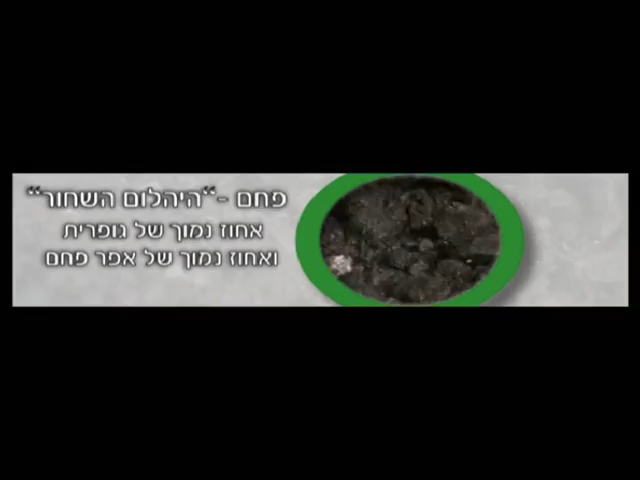 פחם -“היהלום השחור“
אחוז נמוך של גופרית
ואחוז נמוך של אפר פחם